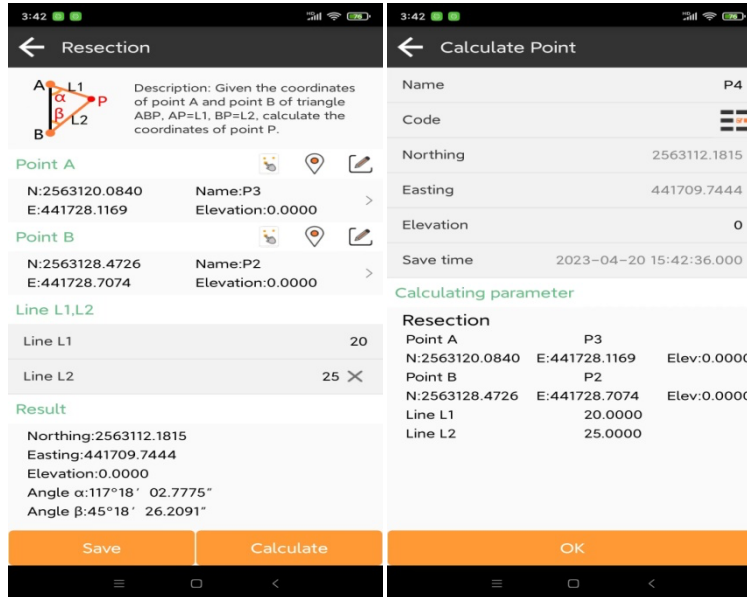 3:42
Resection
A
L1
α
P
β
L2
B
Description: Given the coordinates
of point A and point B of triangle
ABP, AP=L1, BP=L2, calculate the
coordinates of point P.
Point A
N:2563120.0840 Name:P3
E:441728.1169 Elevation:0.0000
Point B
N:2563128.4726 Name:P2
E:441728.7074 Elevation:0.0000
Line L1,L2
Line L1 20
Line L2 25
Result
Northing:2563112.1815
Easting:441709.7444
Elevation:0.0000
Angle α:117°18′ 02.7775″
Angle β:45°18′ 26.2091″
Save Calculate
3:42
Calculate Point
Name P4
Code
Northing 2563112.1815
Easting 441709.7444
Elevation 0
Save time 2023-04-20 15:42:36.000
Calculating parameter
Resection
Point A P3
N:2563120.0840 E:441728.1169 Elev:0.0000
Point B P2
N:2563128.4726 E:441728.7074 Elev:0.0000
Line L1 20.0000
Line L2 25.0000
OK